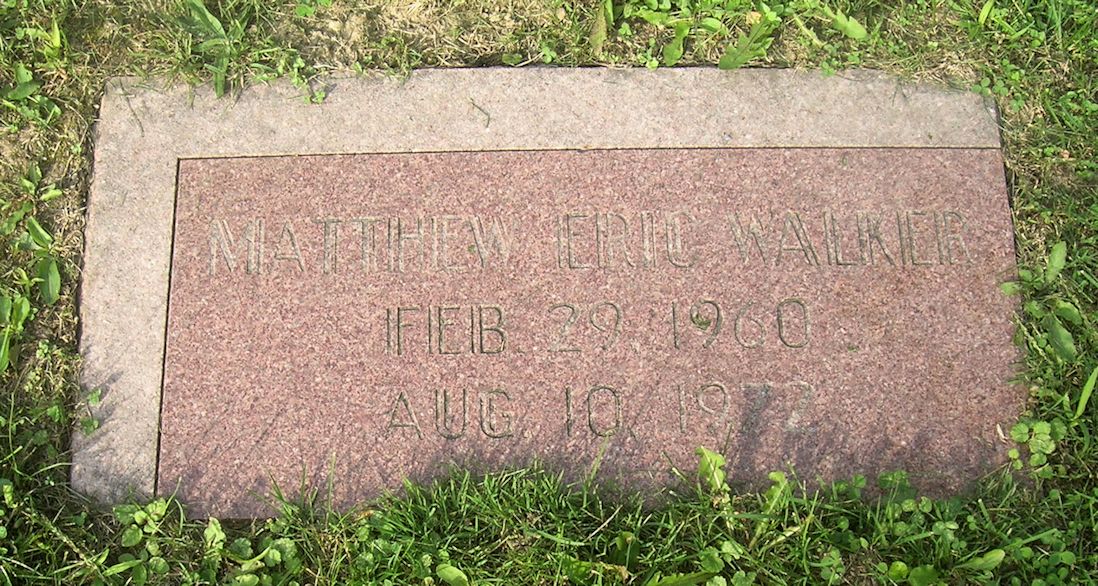 MATTHEW ERIC WALKER
FEB. 29, 1960
AUG. 10, 1977